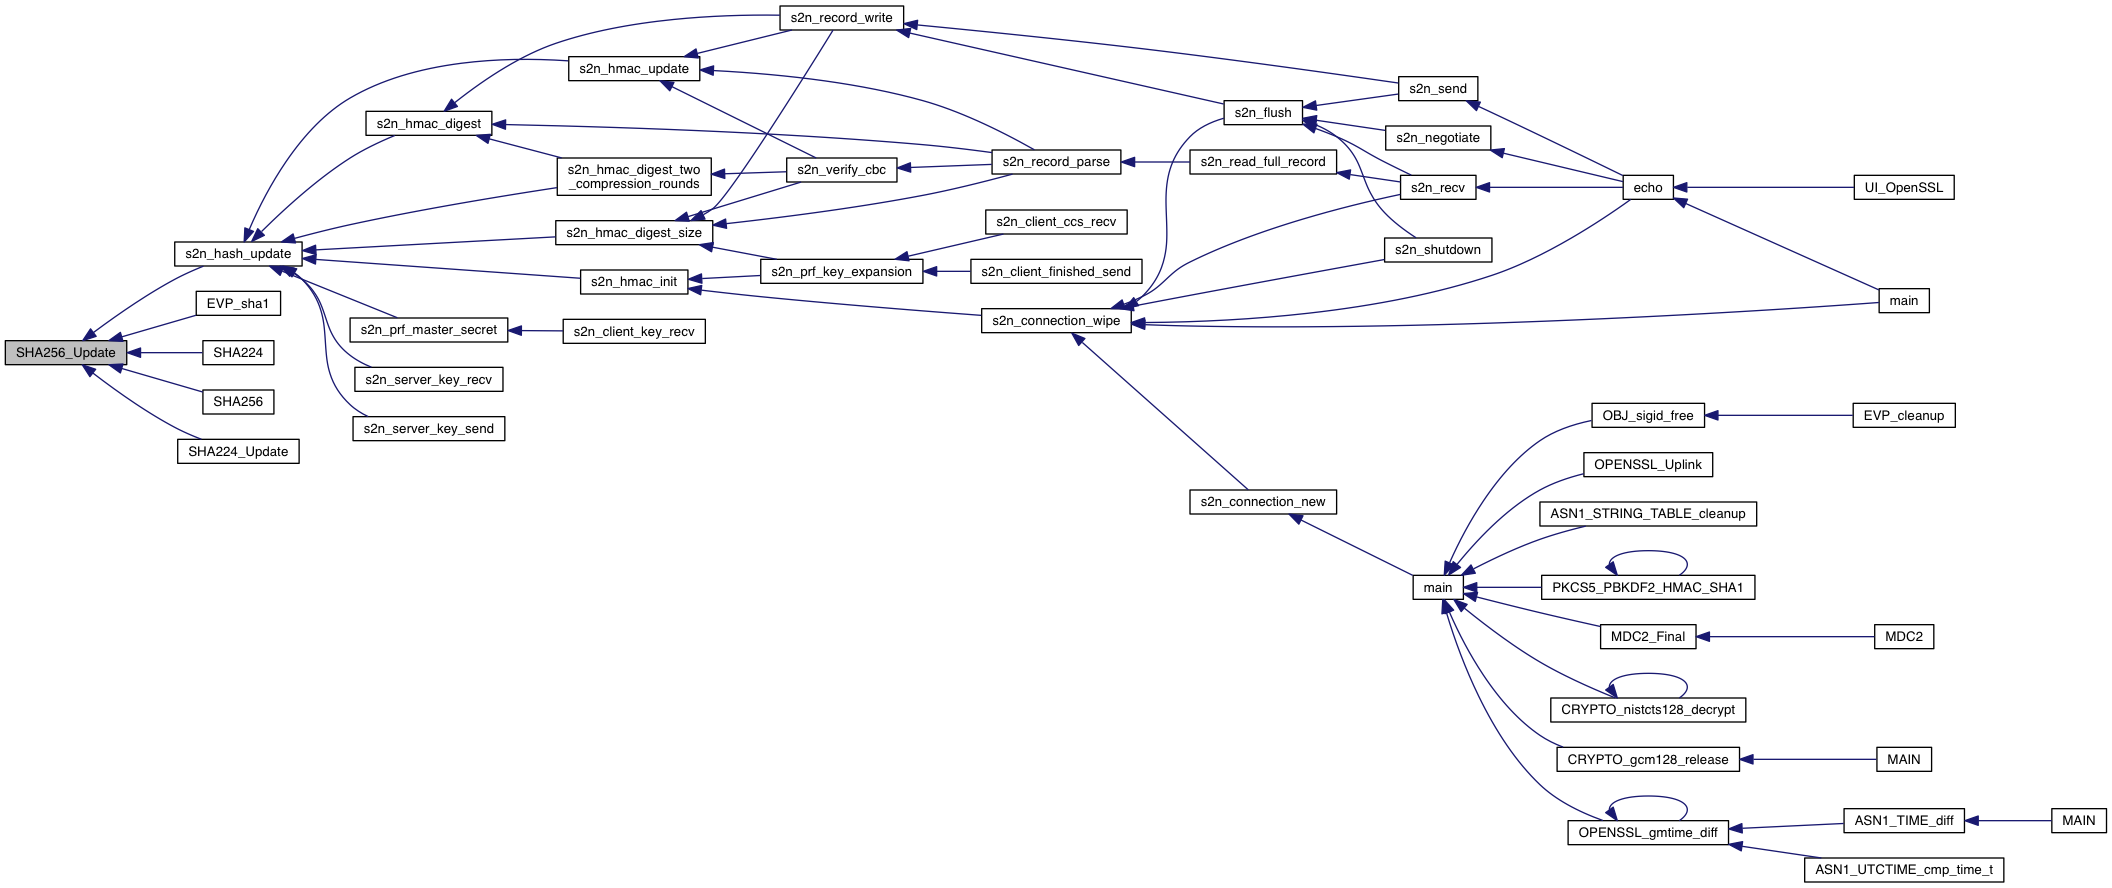 s2n_record_write
s2n_hmac_update
s2n_send
s2n_flush
s2n_hmac_digest
s2n_negotiate
s2n_record_parse
s2n_read_full_record
s2n_hmac_digest_two
_compression_rounds
s2n_verify_cbc
s2n_recv
echo
UI_OpenSSL
s2n_client_ccs_recv
s2n_hmac_digest_size
s2n_shutdown
s2n_hash_update
s2n_prf_key_expansion
s2n_client_finished_send
s2n_hmac_init
EVP_sha1
main
s2n_connection_wipe
s2n_prf_master_secret
s2n_client_key_recv
SHA256_Update
SHA224
s2n_server_key_recv
SHA256
OBJ_sigid_free
EVP_cleanup
s2n_server_key_send
SHA224_Update
OPENSSL_Uplink
s2n_connection_new
ASN1_STRING_TABLE_cleanup
main
PKCS5_PBKDF2_HMAC_SHA1
MDC2_Final
MDC2
CRYPTO_nistcts128_decrypt
CRYPTO_gcm128_release
MAIN
OPENSSL_gmtime_diff
ASN1_TIME_diff
MAIN
ASN1_UTCTIME_cmp_time_t